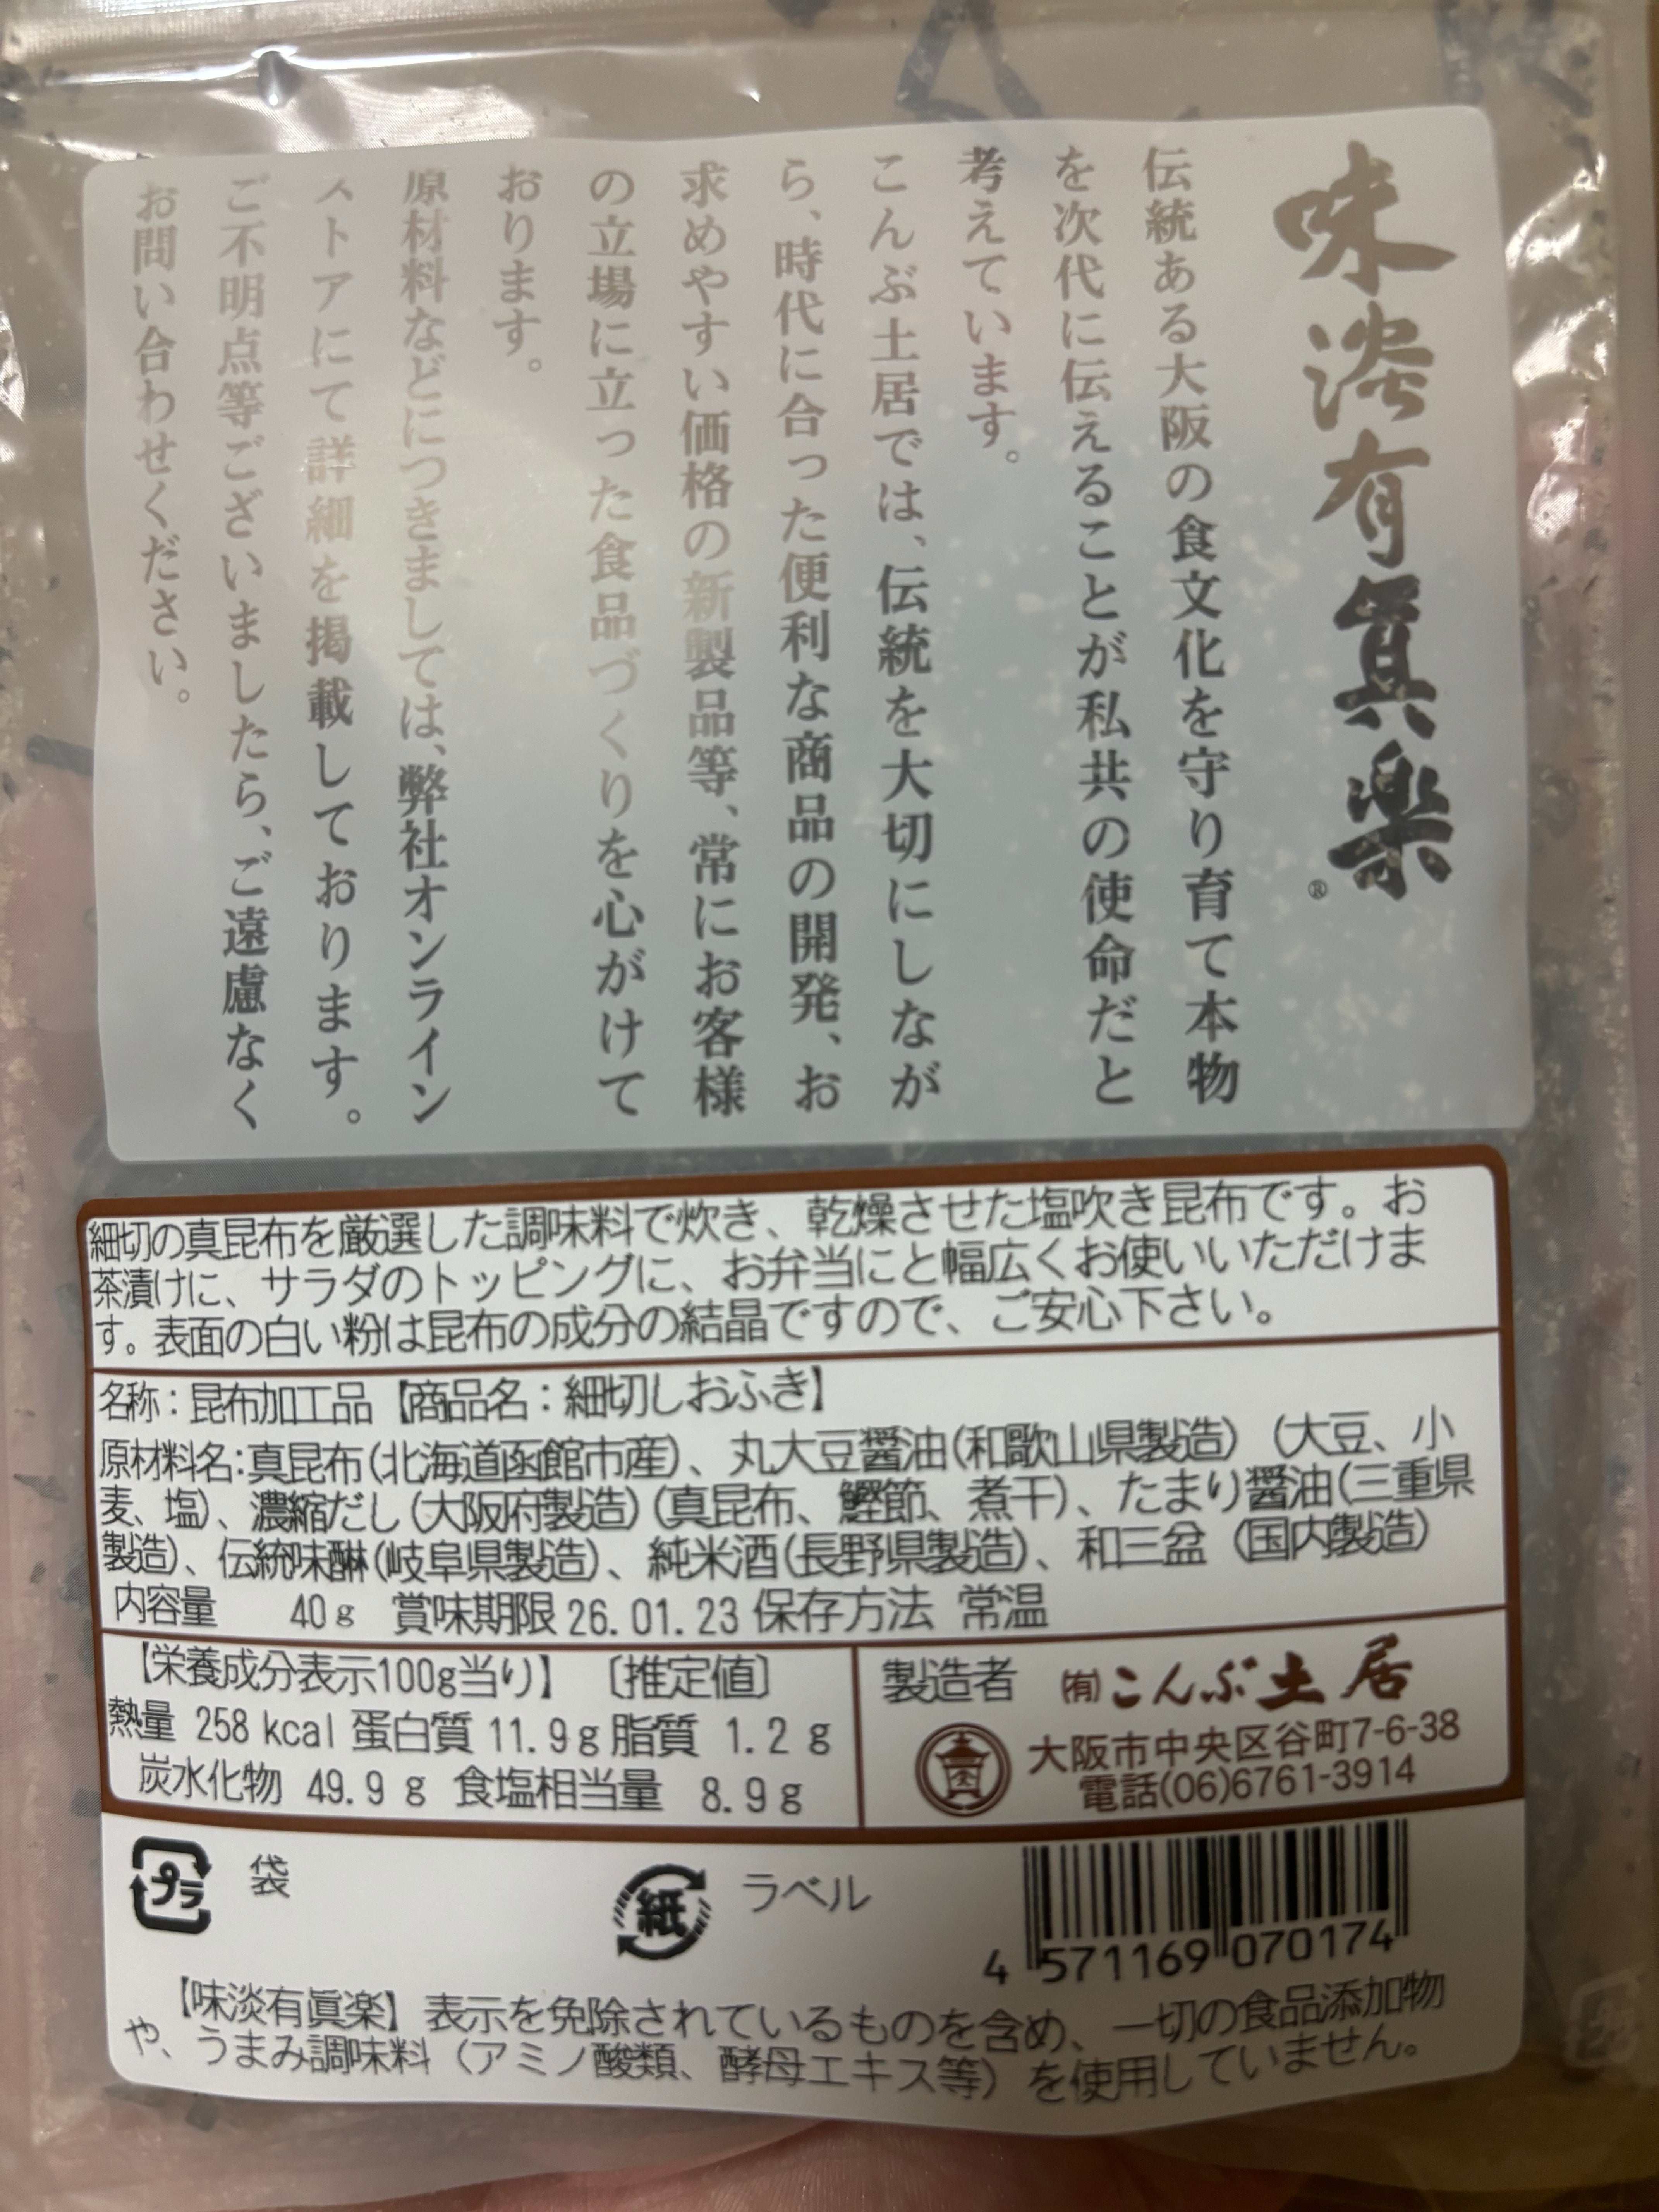 味淡有眞楽®
伝統ある大阪の食文化を守り育て本物
を次代に伝えることが私共の使命だと
考えています。
こんぶ土居では、伝統を大切にしなが
ら、時代に合った便利な商品の開発、お
求めやすい価格の新製品等、常にお客様
の立場に立った食品づくりを心がけて
おります。
原材料などにつきましては、弊社オンライン
ストアにて詳細を掲載しております。
ご不明点等ございましたら、ご遠慮なく
お問い合わせください。
細切の真昆布を厳選した調味料で炊き、乾燥させた塩吹き昆布です。お
茶漬けに、サラダのトッピングに、お弁当にと幅広くお使いいただけま
す。表面の白い粉は昆布の成分の結晶ですので、ご安心下さい。
名称：昆布加工品【商品名：細切しおふき】
原材料名：真昆布(北海道函館市産)、丸大豆醤油(和歌山県製造)(大豆、小
麦、塩)、濃縮だし(大阪府製造)(真昆布、鰹節、煮干)、たまり醤油(三重県
製造)、伝統味醂(岐阜県製造)、純米酒(長野県製造)、和三盆(国内製造)
内容量 40g 賞味期限 26.01.23 保存方法 常温
【栄養成分表示100g当り】〔推定値〕
熱量 258 kcal 蛋白質 11.9g 脂質 1.2g
炭水化物 49.9g 食塩相当量 8.9g
製造者 ㈲こんぶ土居
大阪市中央区谷町7-6-38
電話(06)6761-3914
プラ 袋
紙 ラベル
4 571169 070174
【味淡有眞楽】表示を免除されているものを含め、一切の食品添加物
や、うまみ調味料（アミノ酸類、酵母エキス等）を使用していません。